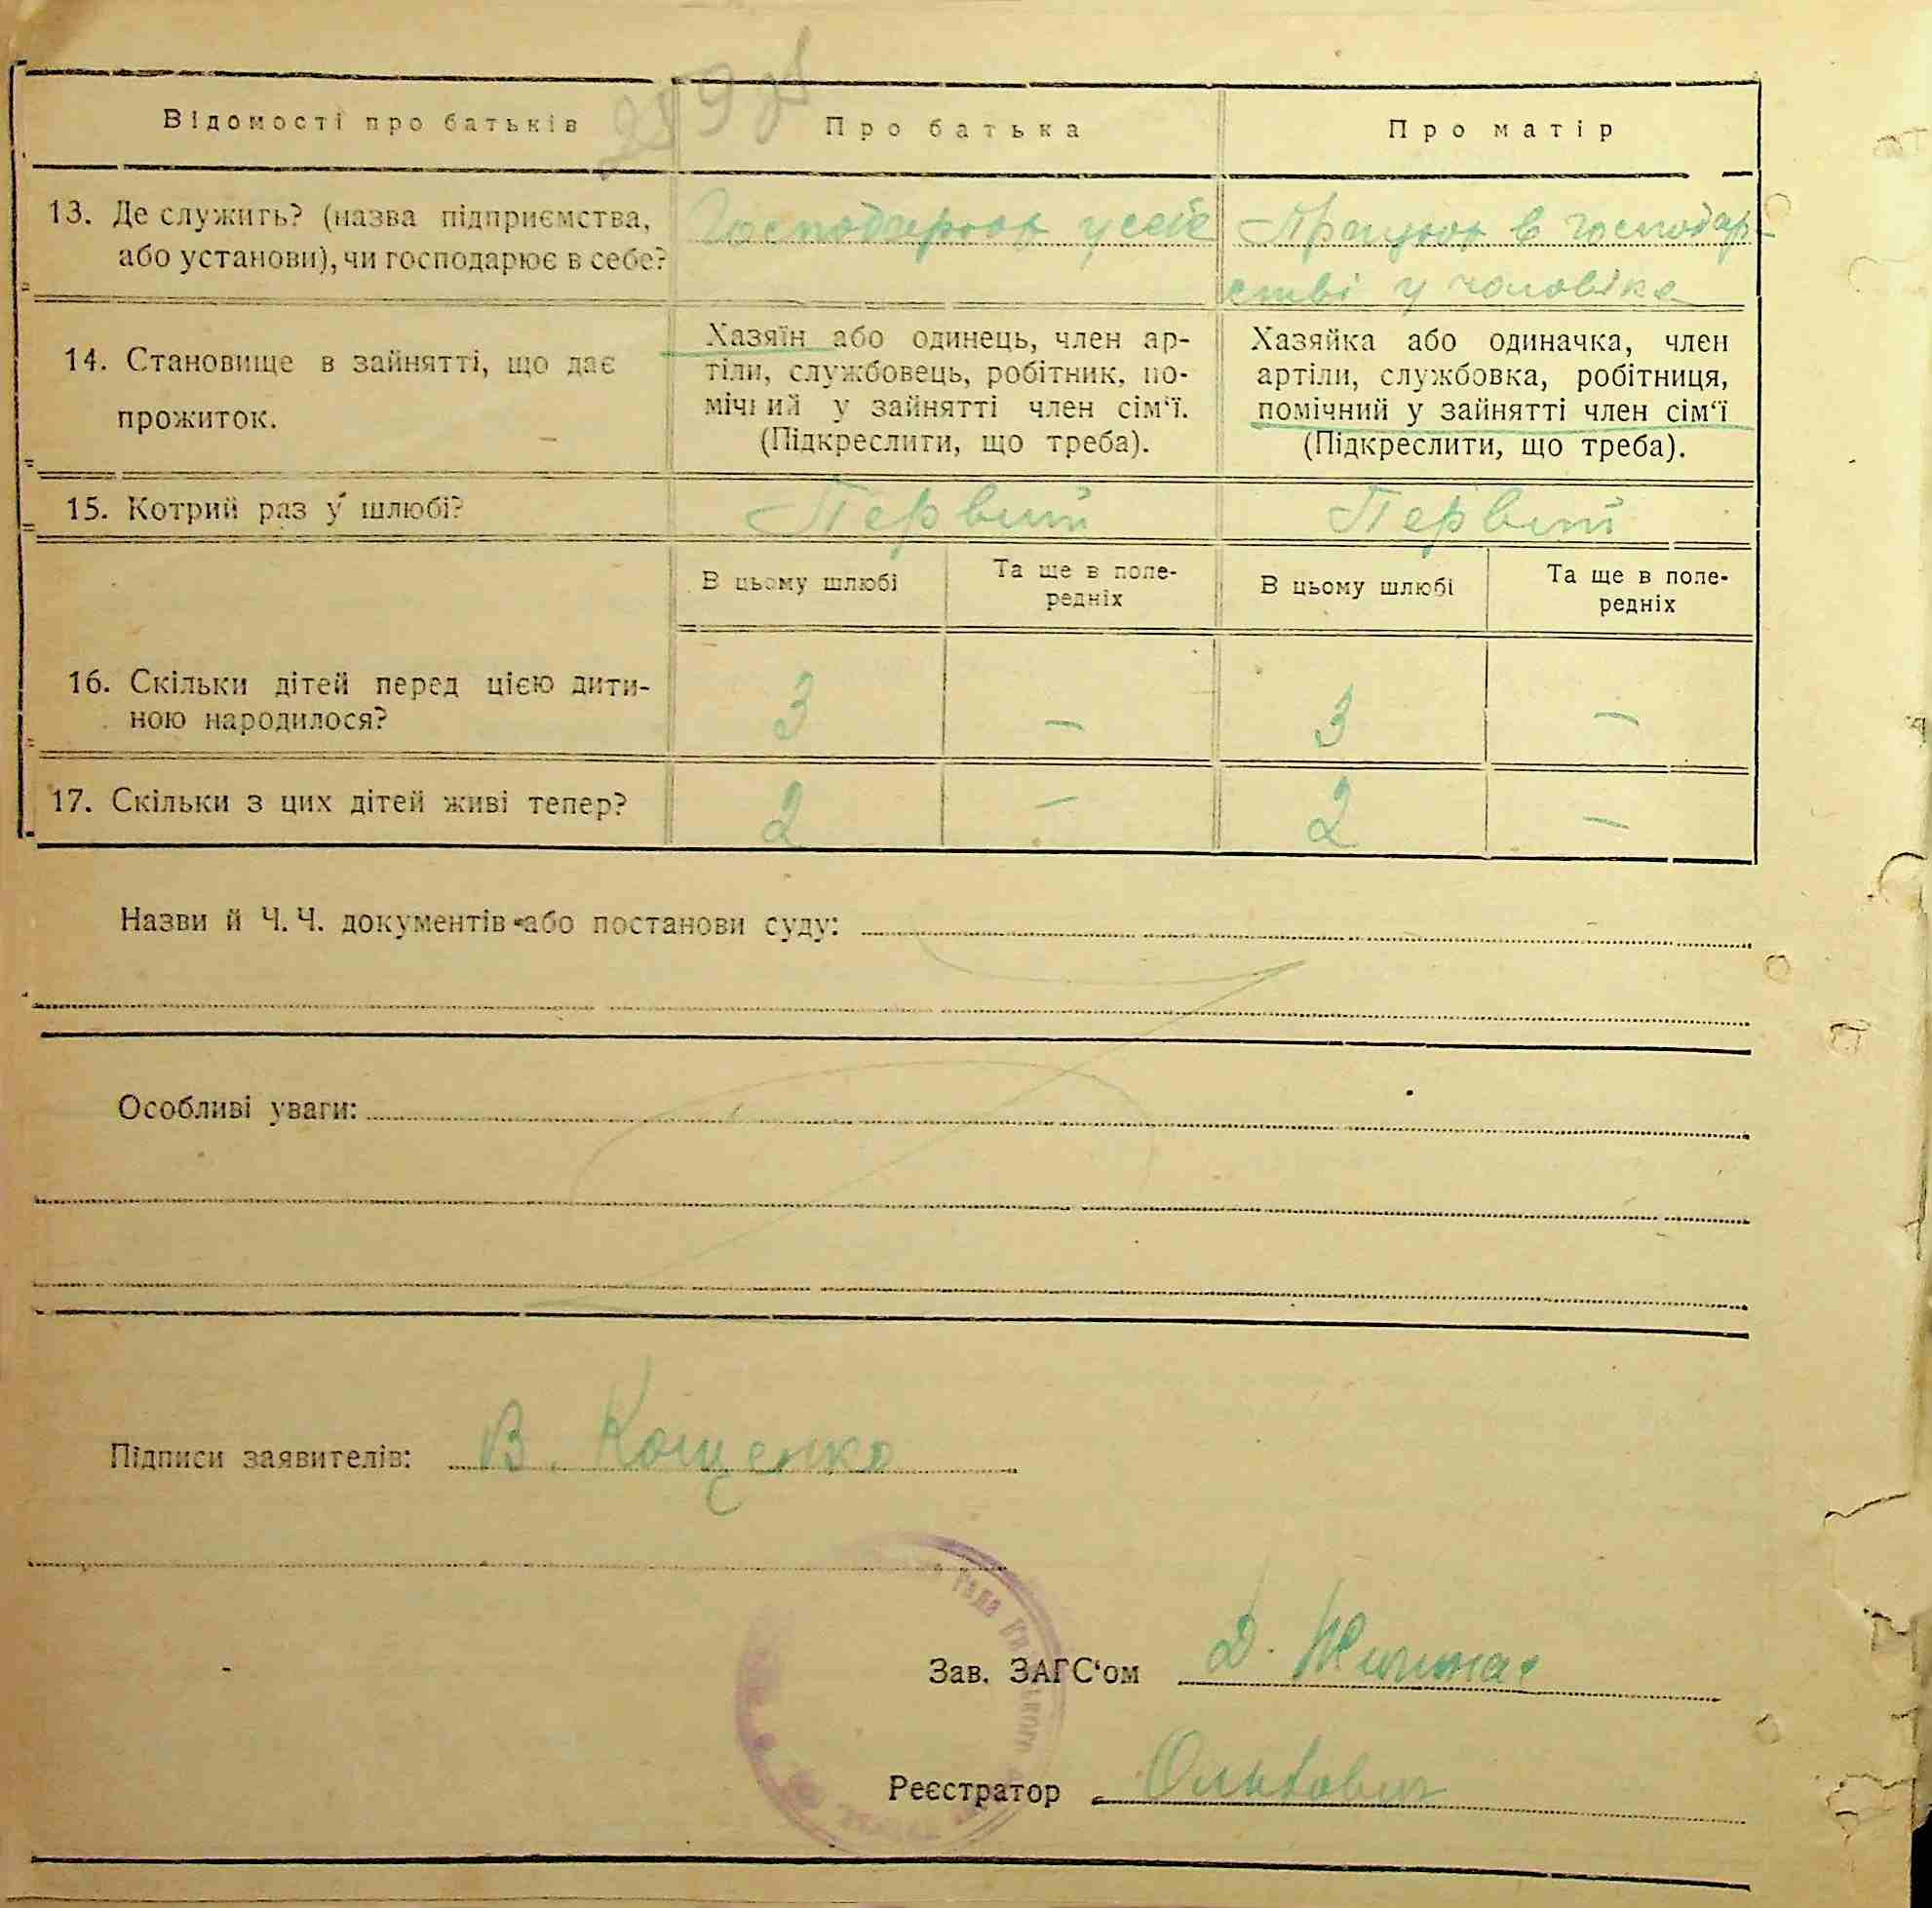 Відомості про батьків
Про батька
Про матір
13. Де служить? (назва підприємства,
або установи), чи господарює в себе?
Господарює у себе
Працює в господар-
стві у чоловіка
14. Становище в зайнятті, що дає
прожиток.
Хазяїн або одинець, член ар-
тіли, службовець, робітник, по-
мічний у зайнятті член сім‘ї.
(Підкреслити, що треба).
Хазяйка або одиначка, член
артіли, службовка, робітниця,
помічний у зайнятті член сім‘ї
(Підкреслити, що треба).
15. Котрий раз у шлюбі?
Первий
Первий
В цьому шлюбі
Та ще в попе-
редніх
В цьому шлюбі
Та ще в попе-
редніх
16. Скільки дітей перед цією дити-
ною народилося?
3
—
3
—
17. Скільки з цих дітей живі тепер?
2
—
2
—
Назви й Ч. Ч. документів або постанови суду:
Особливі уваги:
Підписи заявителів: В. Кощенко
Рада
Зав. ЗАГС‘ом Д.
Реєстратор